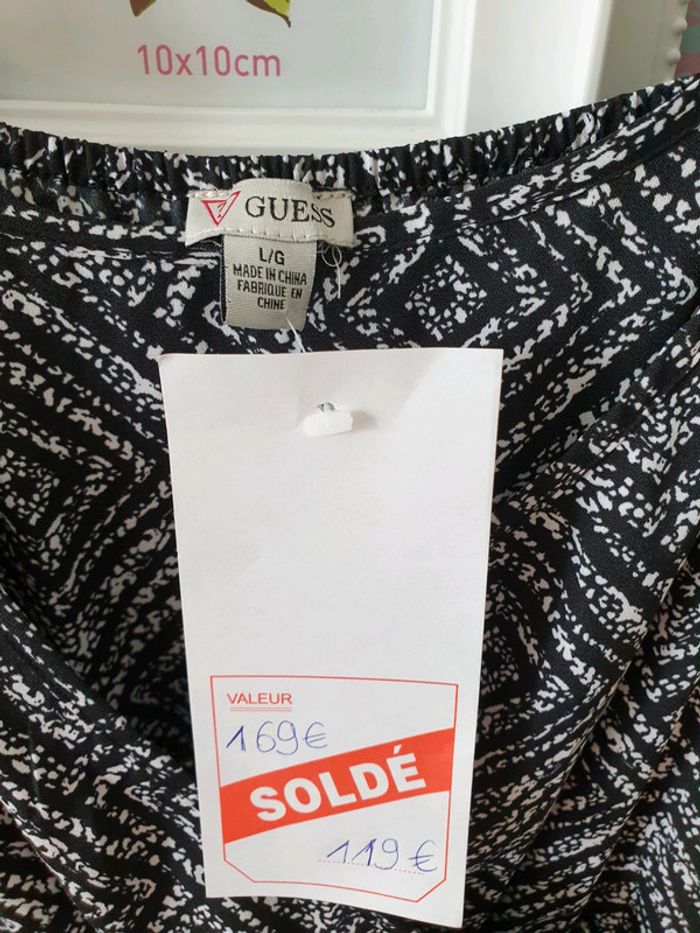 10x10cm
GUESS
L/G
MADE IN CHINA
FABRIQUE EN
CHINE
VALEUR
169€
SOLDÉ
119€